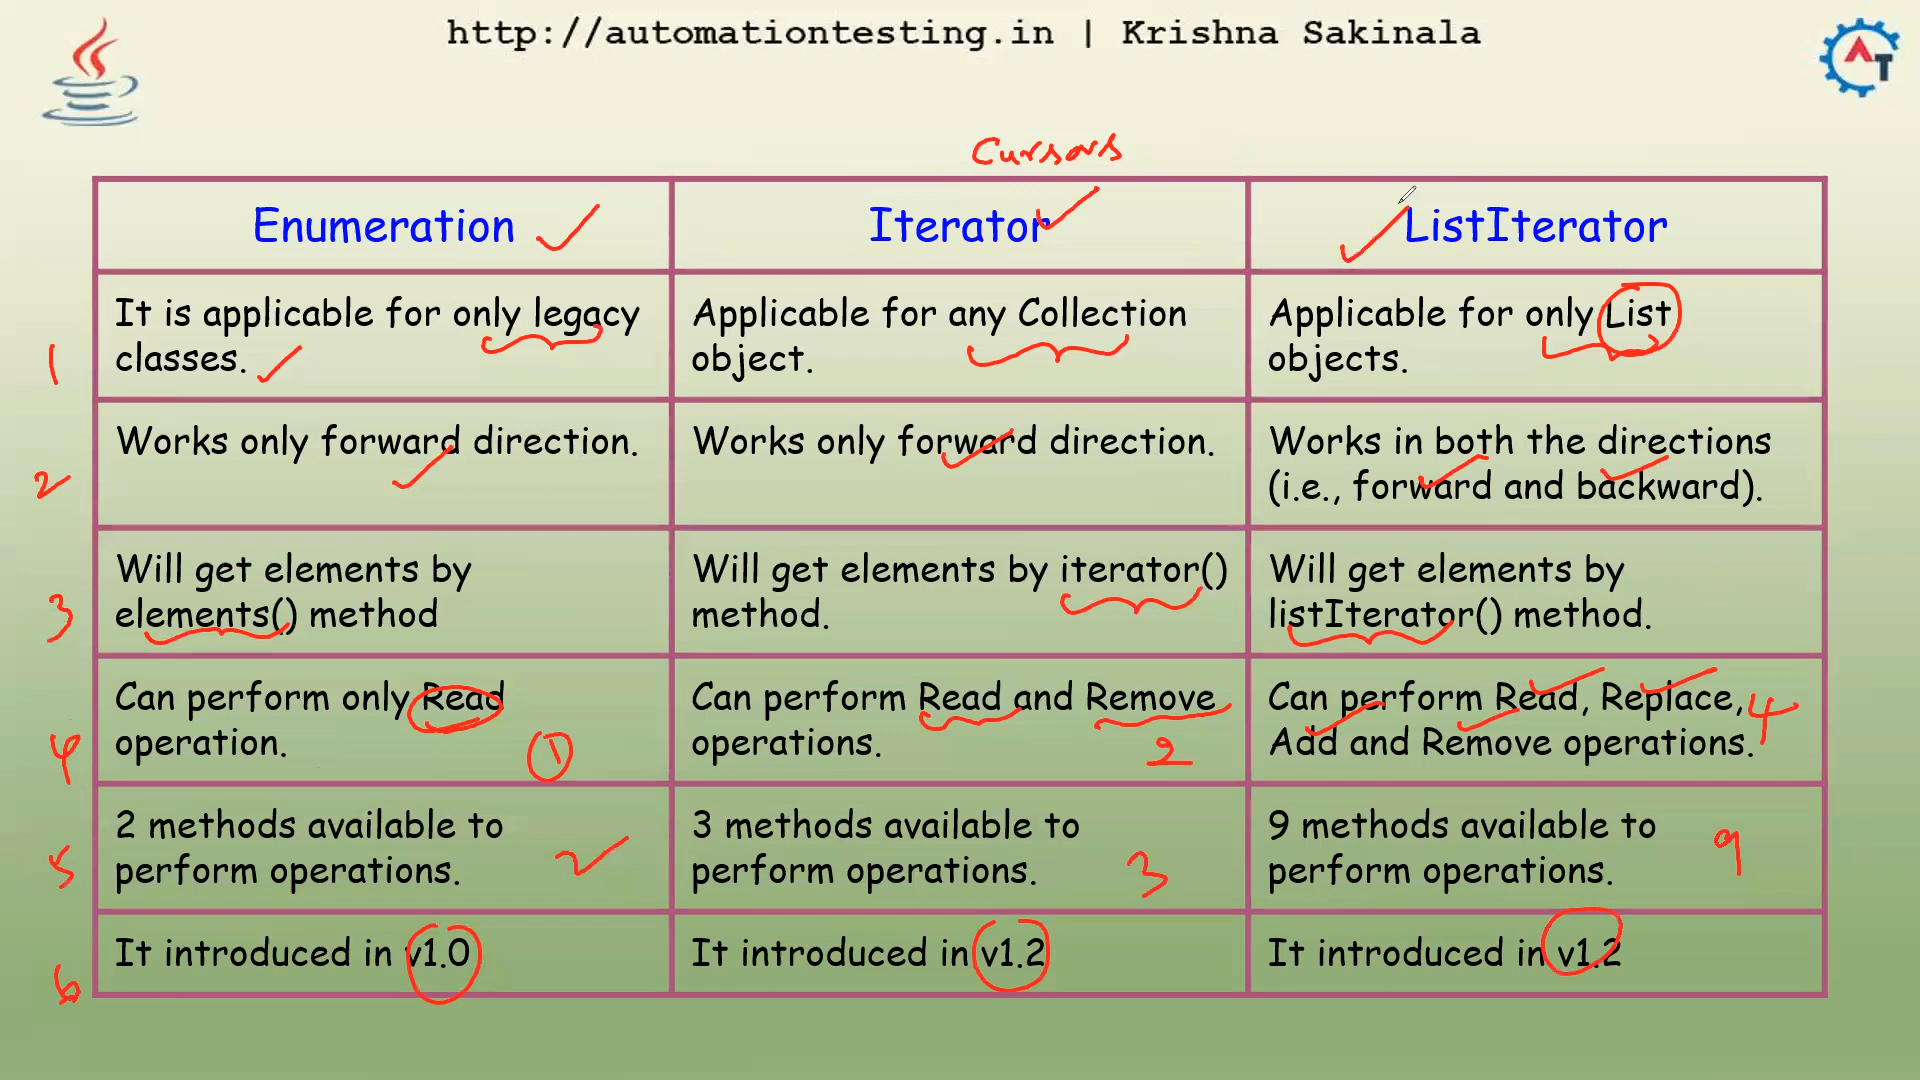 http://automationtesting.in | Krishna Sakinala
AT
Cursors
Enumeration
Iterator
ListIterator
1
It is applicable for only legacy
classes.
Applicable for any Collection
object.
Applicable for only List
objects.
2
Works only forward direction.
Works only forward direction.
Works in both the directions
(i.e., forward and backward).
3
Will get elements by
elements() method
Will get elements by iterator()
method.
Will get elements by
listIterator() method.
4
Can perform only Read
operation.
1
Can perform Read and Remove
operations.
2
Can perform Read, Replace,
Add and Remove operations.
4
5
2 methods available to
perform operations.
2
3 methods available to
perform operations.
3
9 methods available to
perform operations.
9
6
It introduced in v1.0
It introduced in v1.2
It introduced in v1.2